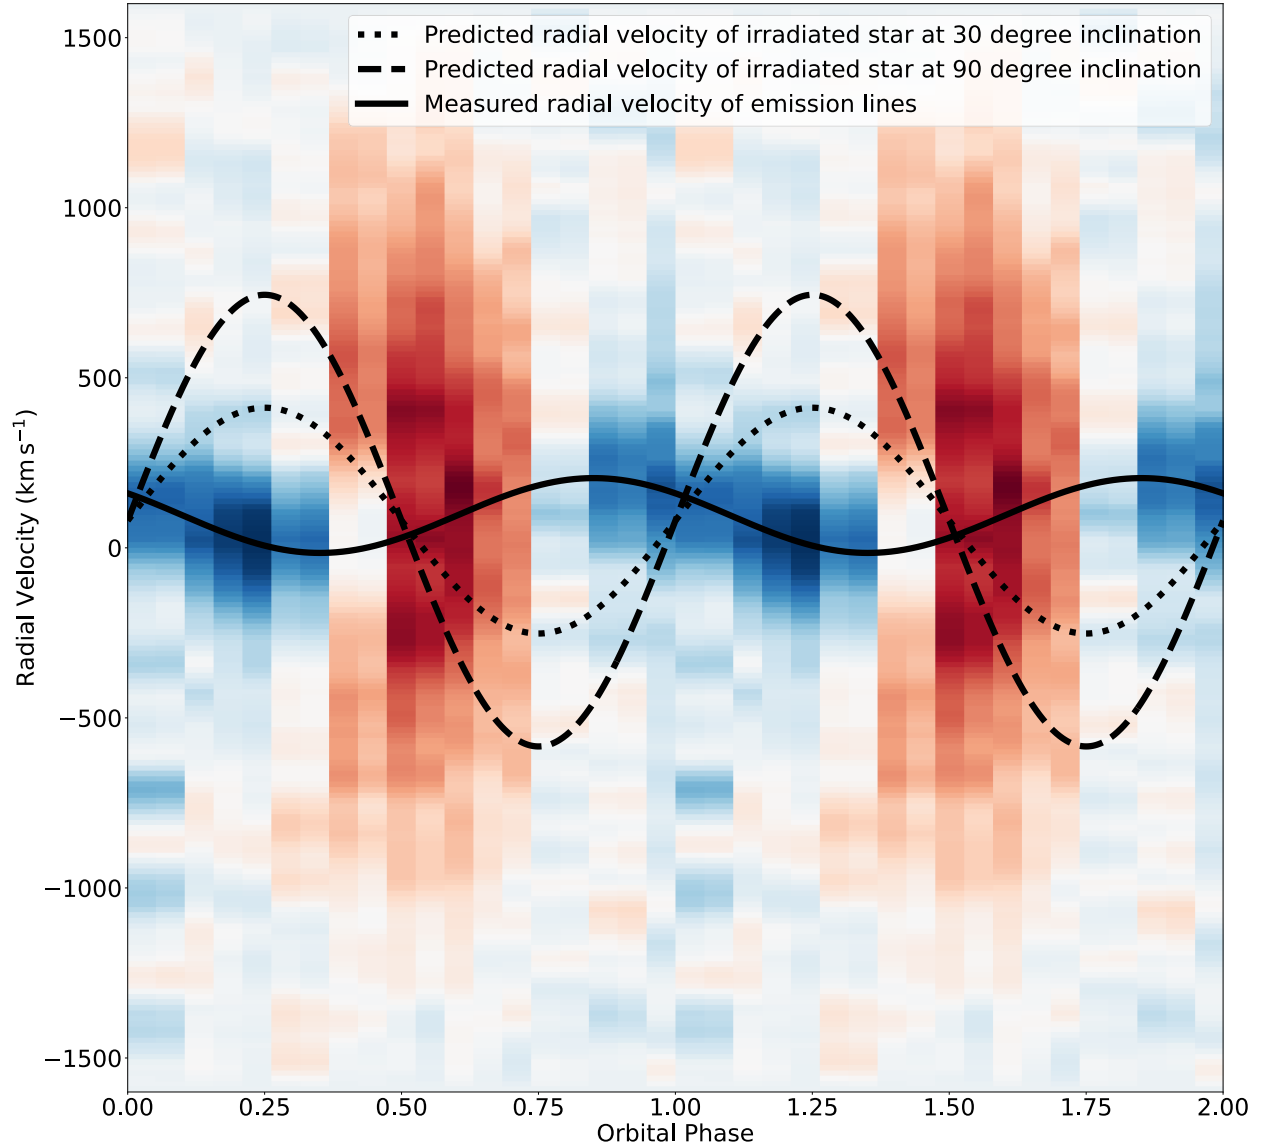 Predicted radial velocity of irradiated star at 30 degree inclination
Predicted radial velocity of irradiated star at 90 degree inclination
Measured radial velocity of emission lines
1500
1000
500
0
−500
−1000
−1500
Radial Velocity (km s⁻¹)
0.00 0.25 0.50 0.75 1.00 1.25 1.50 1.75 2.00
Orbital Phase